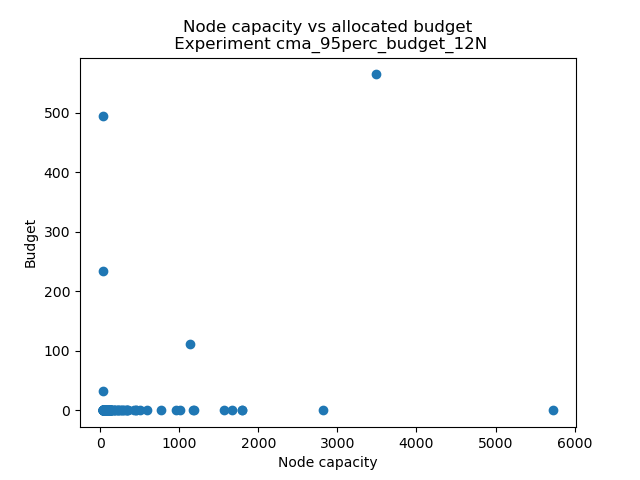 Node capacity vs allocated budget
Experiment cma_95perc_budget_12N
500
400
300
200
100
0
Budget
0 1000 2000 3000 4000 5000 6000
Node capacity